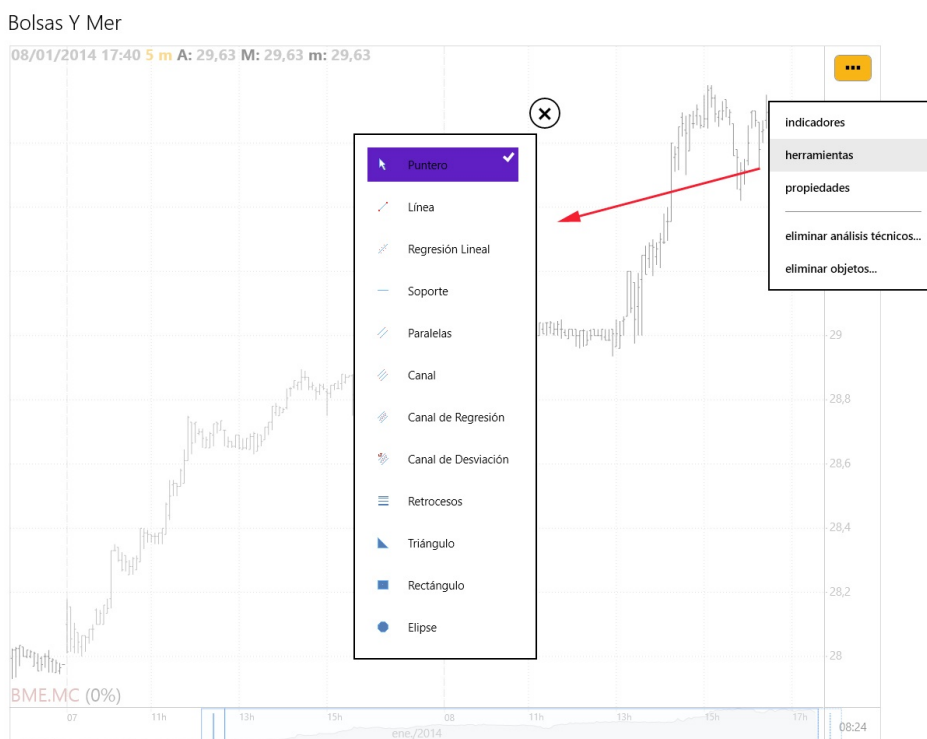 Bolsas Y Mer
08/01/2014 17:40 5 m A: 29,63 M: 29,63 m: 29,63
indicadores
herramientas
propiedades
eliminar análisis técnicos...
eliminar objetos...
Puntero
Línea
Regresión Lineal
Soporte
Paralelas
Canal
Canal de Regresión
Canal de Desviación
Retrocesos
Triángulo
Rectángulo
Elipse
29
28,8
28,6
28,4
28,2
28
BME.MC (0%)
07 11h 13h 15h 08 11h 13h 15h 17h
ene./2014
08:24